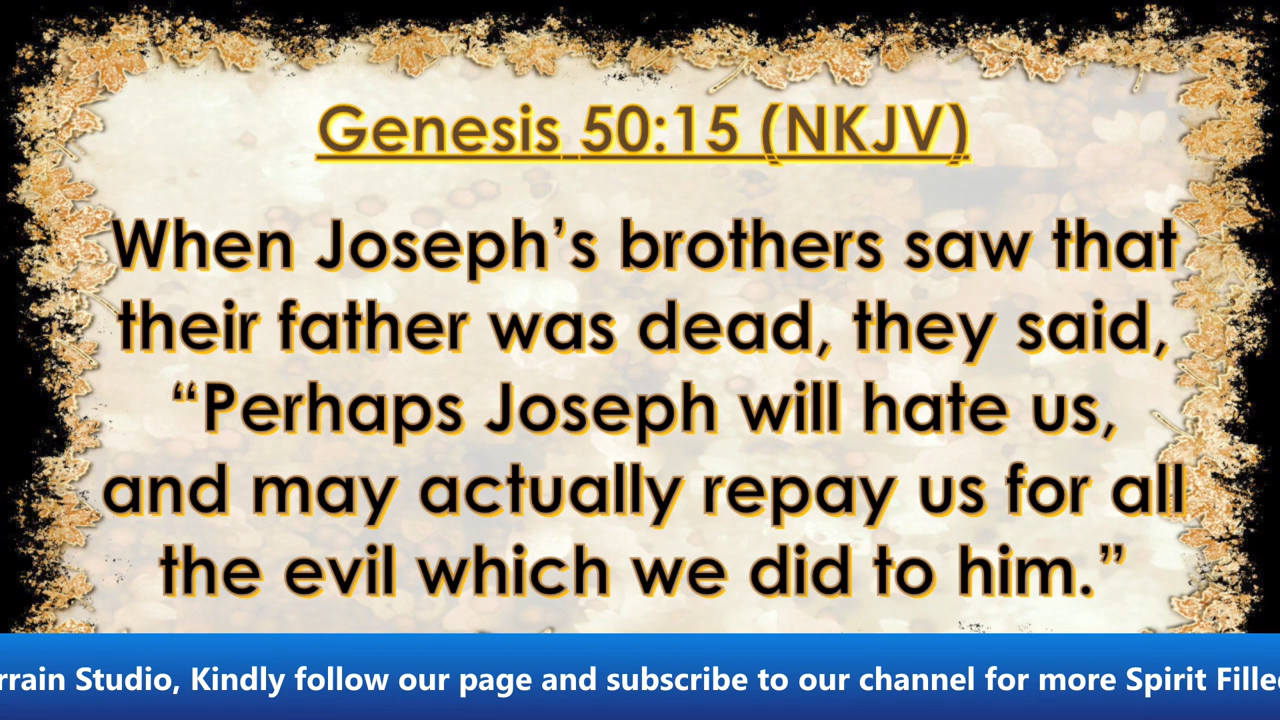 Genesis 50:15 (NKJV)
When Joseph’s brothers saw that
their father was dead, they said,
“Perhaps Joseph will hate us,
and may actually repay us for all
the evil which we did to him.”
Studio, Kindly follow our page and subscribe to our channel for more Spirit